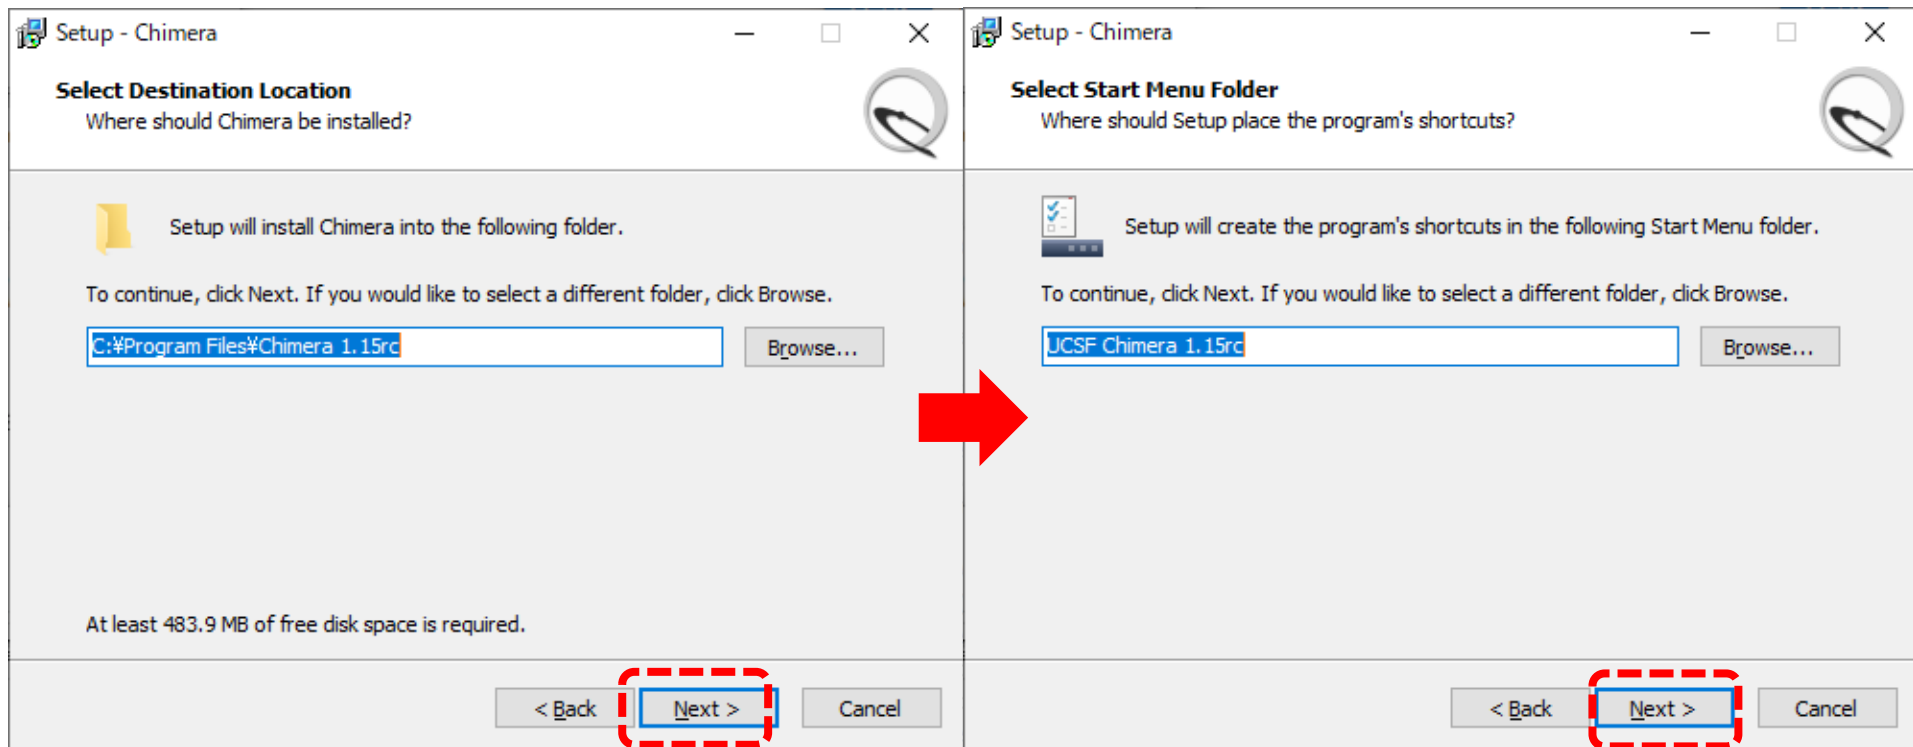 Setup - Chimera
Select Destination Location
Where should Chimera be installed?
Setup will install Chimera into the following folder.
To continue, click Next. If you would like to select a different folder, click Browse.
C:¥Program Files¥Chimera 1.15rc
Browse...
At least 483.9 MB of free disk space is required.
< Back
Next >
Cancel
Setup - Chimera
Select Start Menu Folder
Where should Setup place the program's shortcuts?
Setup will create the program's shortcuts in the following Start Menu folder.
To continue, click Next. If you would like to select a different folder, click Browse.
UCSF Chimera 1.15rc
Browse...
< Back
Next >
Cancel